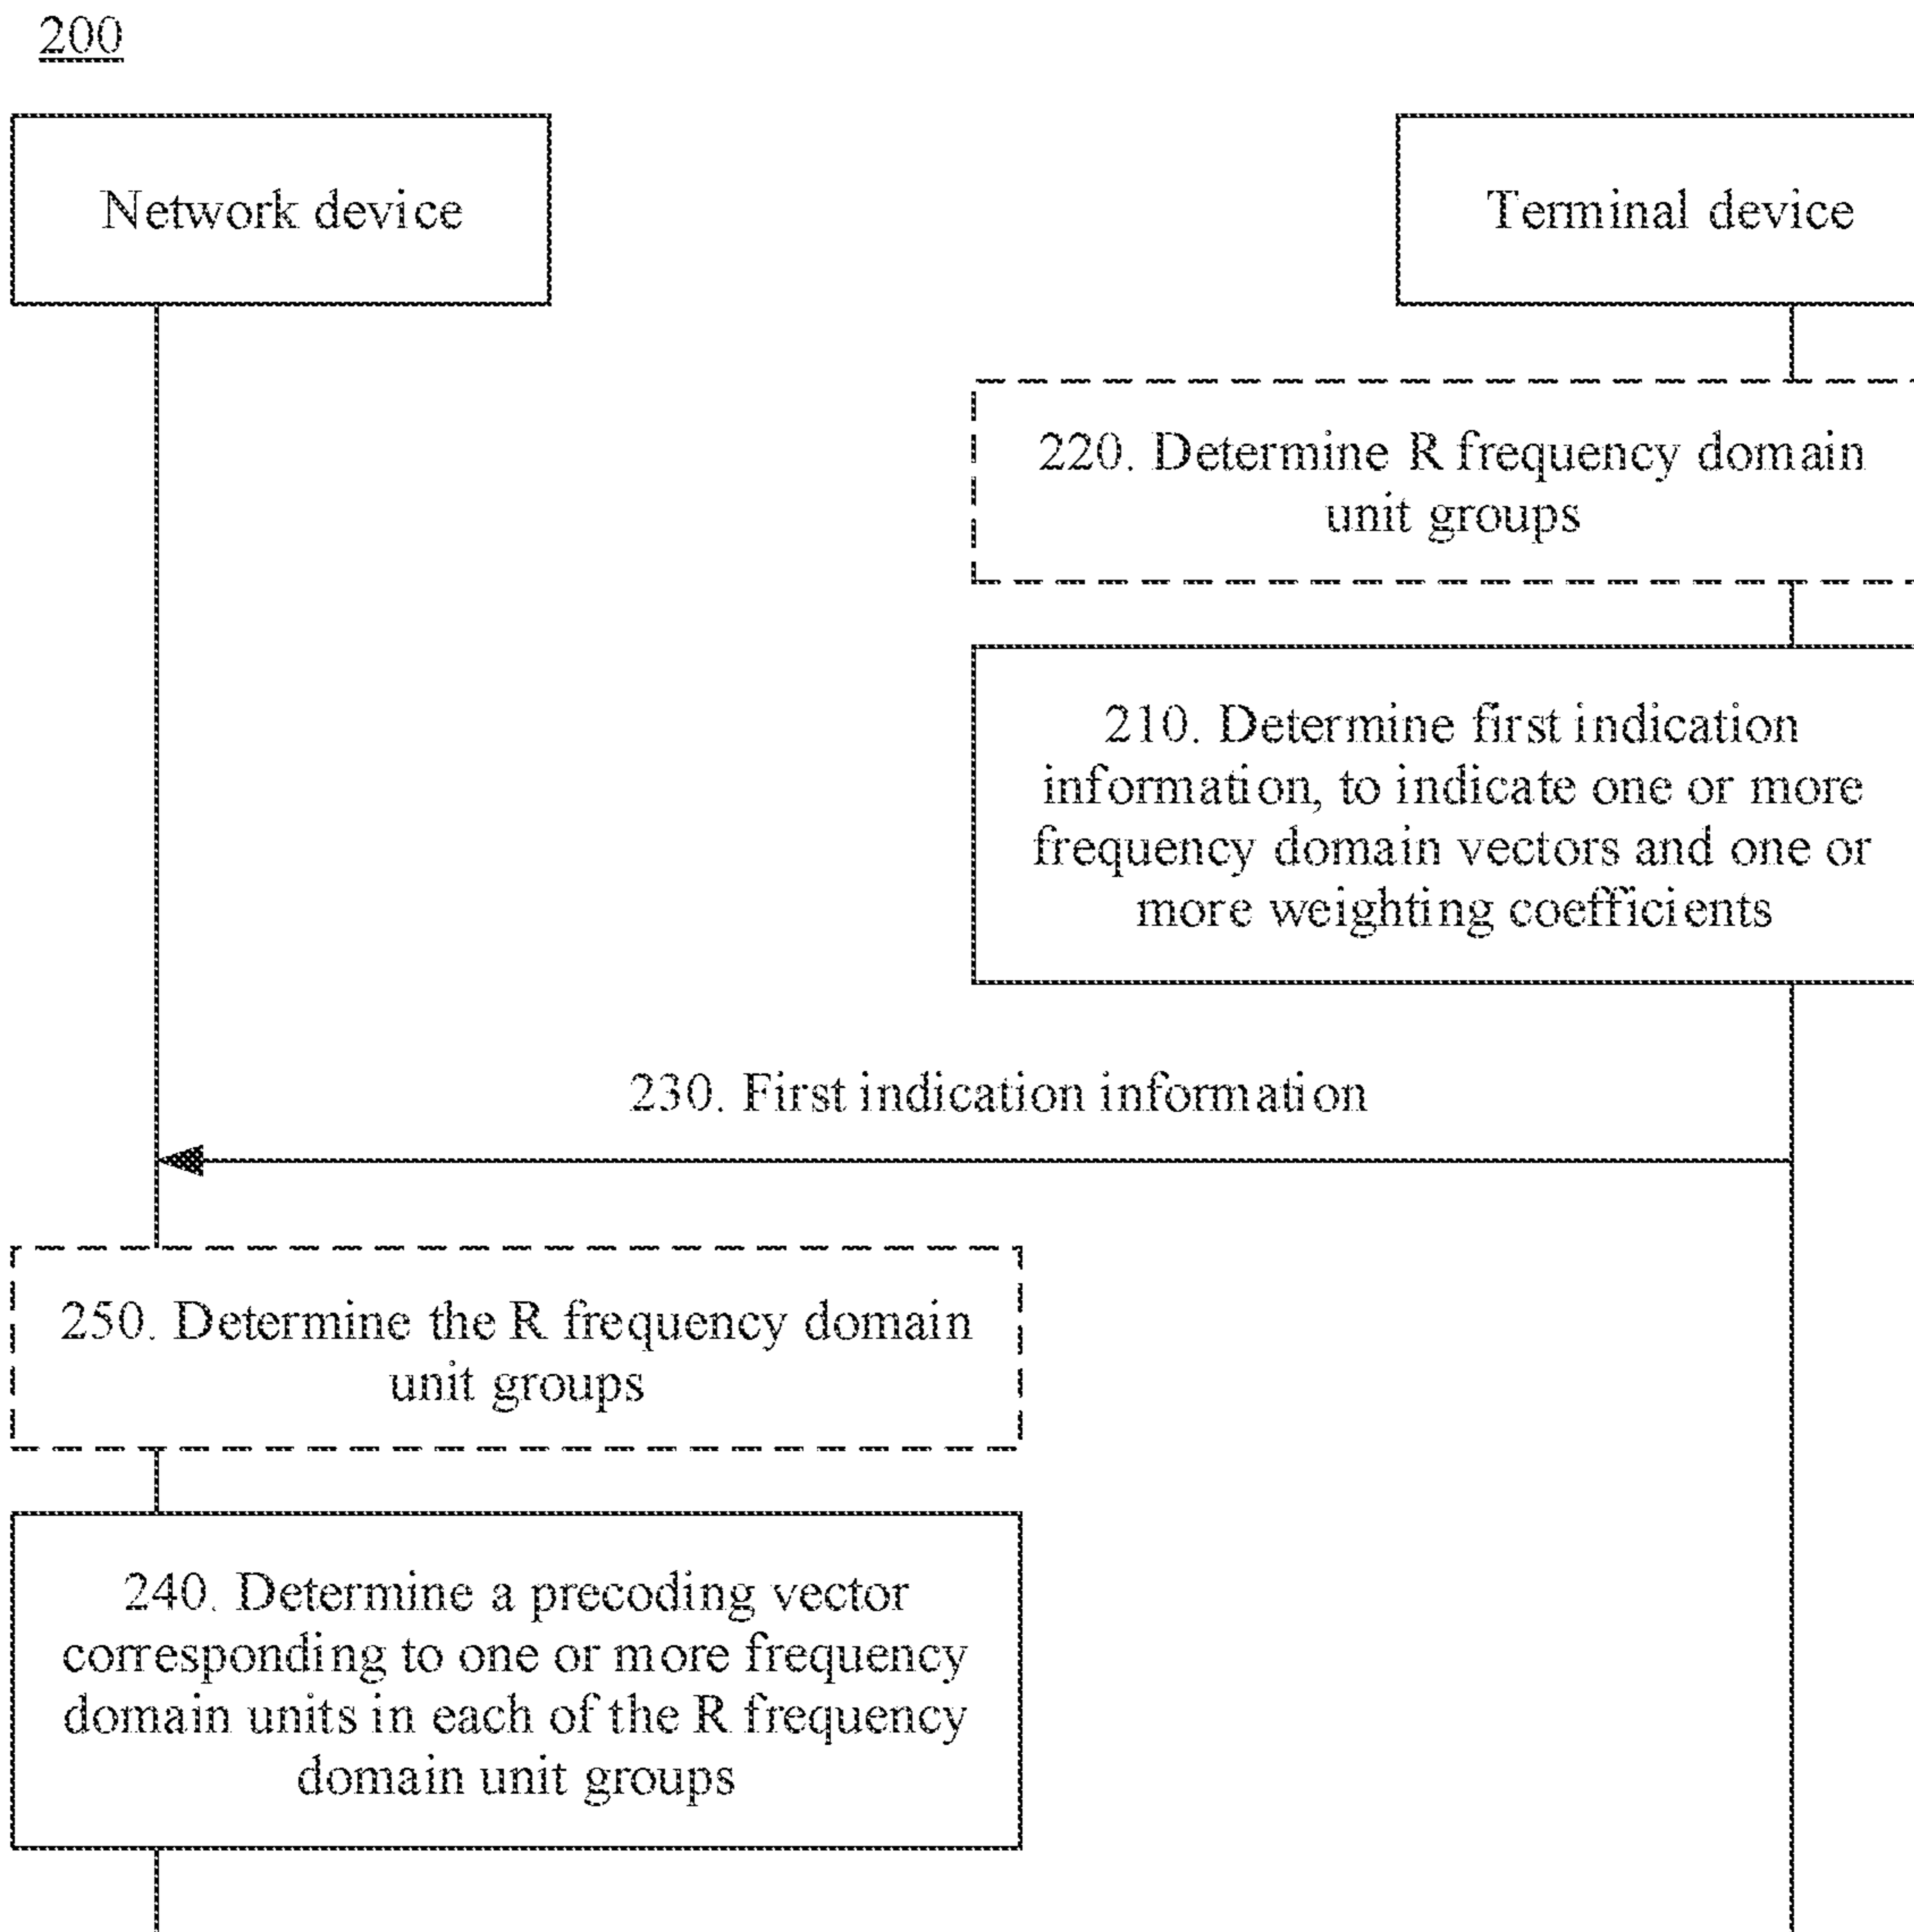 200
Network device
Terminal device
220. Determine R frequency domain
unit groups
210. Determine first indication
information, to indicate one or more
frequency domain vectors and one or
more weighting coefficients
230. First indication information
250. Determine the R frequency domain
unit groups
240. Determine a precoding vector
corresponding to one or more frequency
domain units in each of the R frequency
domain unit groups